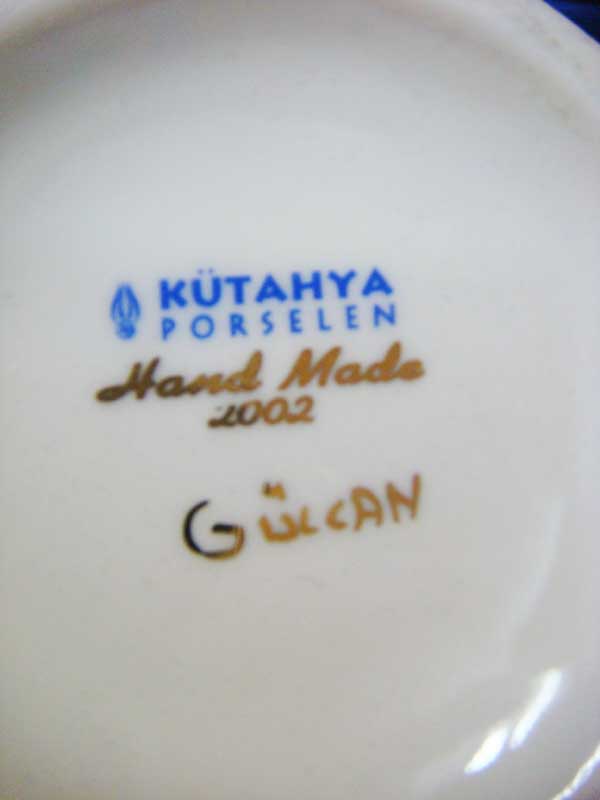 KÜTAHYA
PORSELEN
Hand Made
2002
GÜLCAN